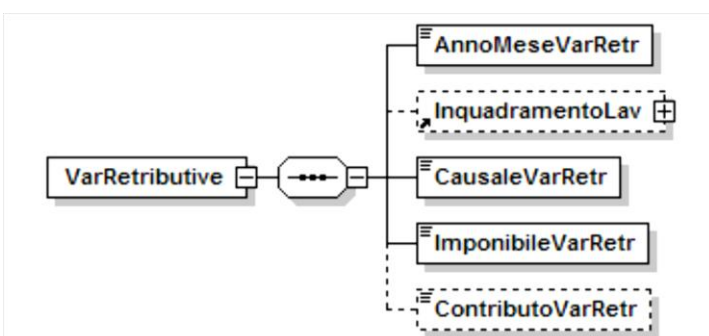 AnnoMeseVarRetr
InquadramentoLav
VarRetributive
CausaleVarRetr
ImponibileVarRetr
ContributoVarRetr